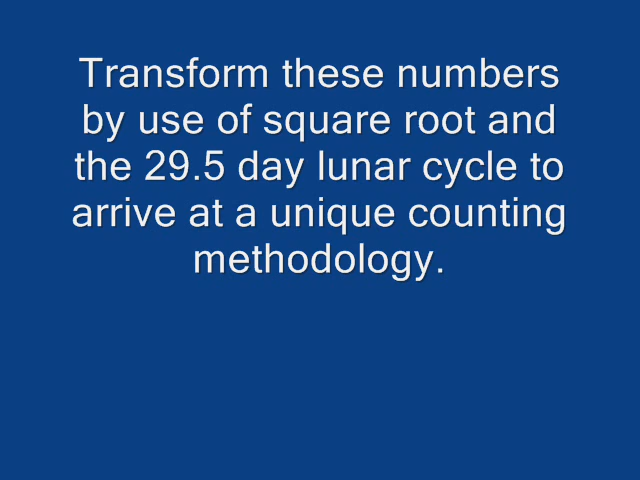 Transform these numbers
by use of square root and
the 29.5 day lunar cycle to
arrive at a unique counting
methodology.